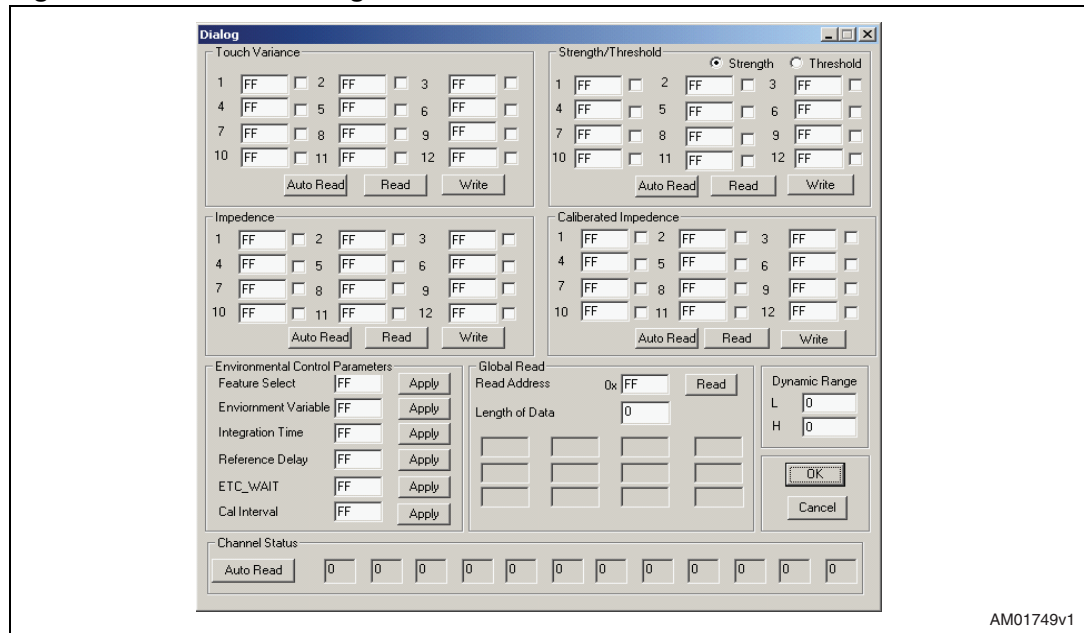 Dialog
Touch Variance
1 FF 2 FF 3 FF
4 FF 5 FF 6 FF
7 FF 8 FF 9 FF
10 FF 11 FF 12 FF
Auto Read Read Write
Strength/Threshold
Strength Threshold
1 FF 2 FF 3 FF
4 FF 5 FF 6 FF
7 FF 8 FF 9 FF
10 FF 11 FF 12 FF
Auto Read Read Write
Impedence
1 FF 2 FF 3 FF
4 FF 5 FF 6 FF
7 FF 8 FF 9 FF
10 FF 11 FF 12 FF
Auto Read Read Write
Caliberated Impedence
1 FF 2 FF 3 FF
4 FF 5 FF 6 FF
7 FF 8 FF 9 FF
10 FF 11 FF 12 FF
Auto Read Read Write
Environmental Control Parameters
Feature Select FF Apply
Enviornment Variable FF Apply
Integration Time FF Apply
Reference Delay FF Apply
ETC_WAIT FF Apply
Cal Interval FF Apply
Global Read
Read Address 0x FF Read
Length of Data 0
Dynamic Range
L 0
H 0
OK
Cancel
Channel Status
Auto Read 0 0 0 0 0 0 0 0 0 0 0 0
AM01749v1